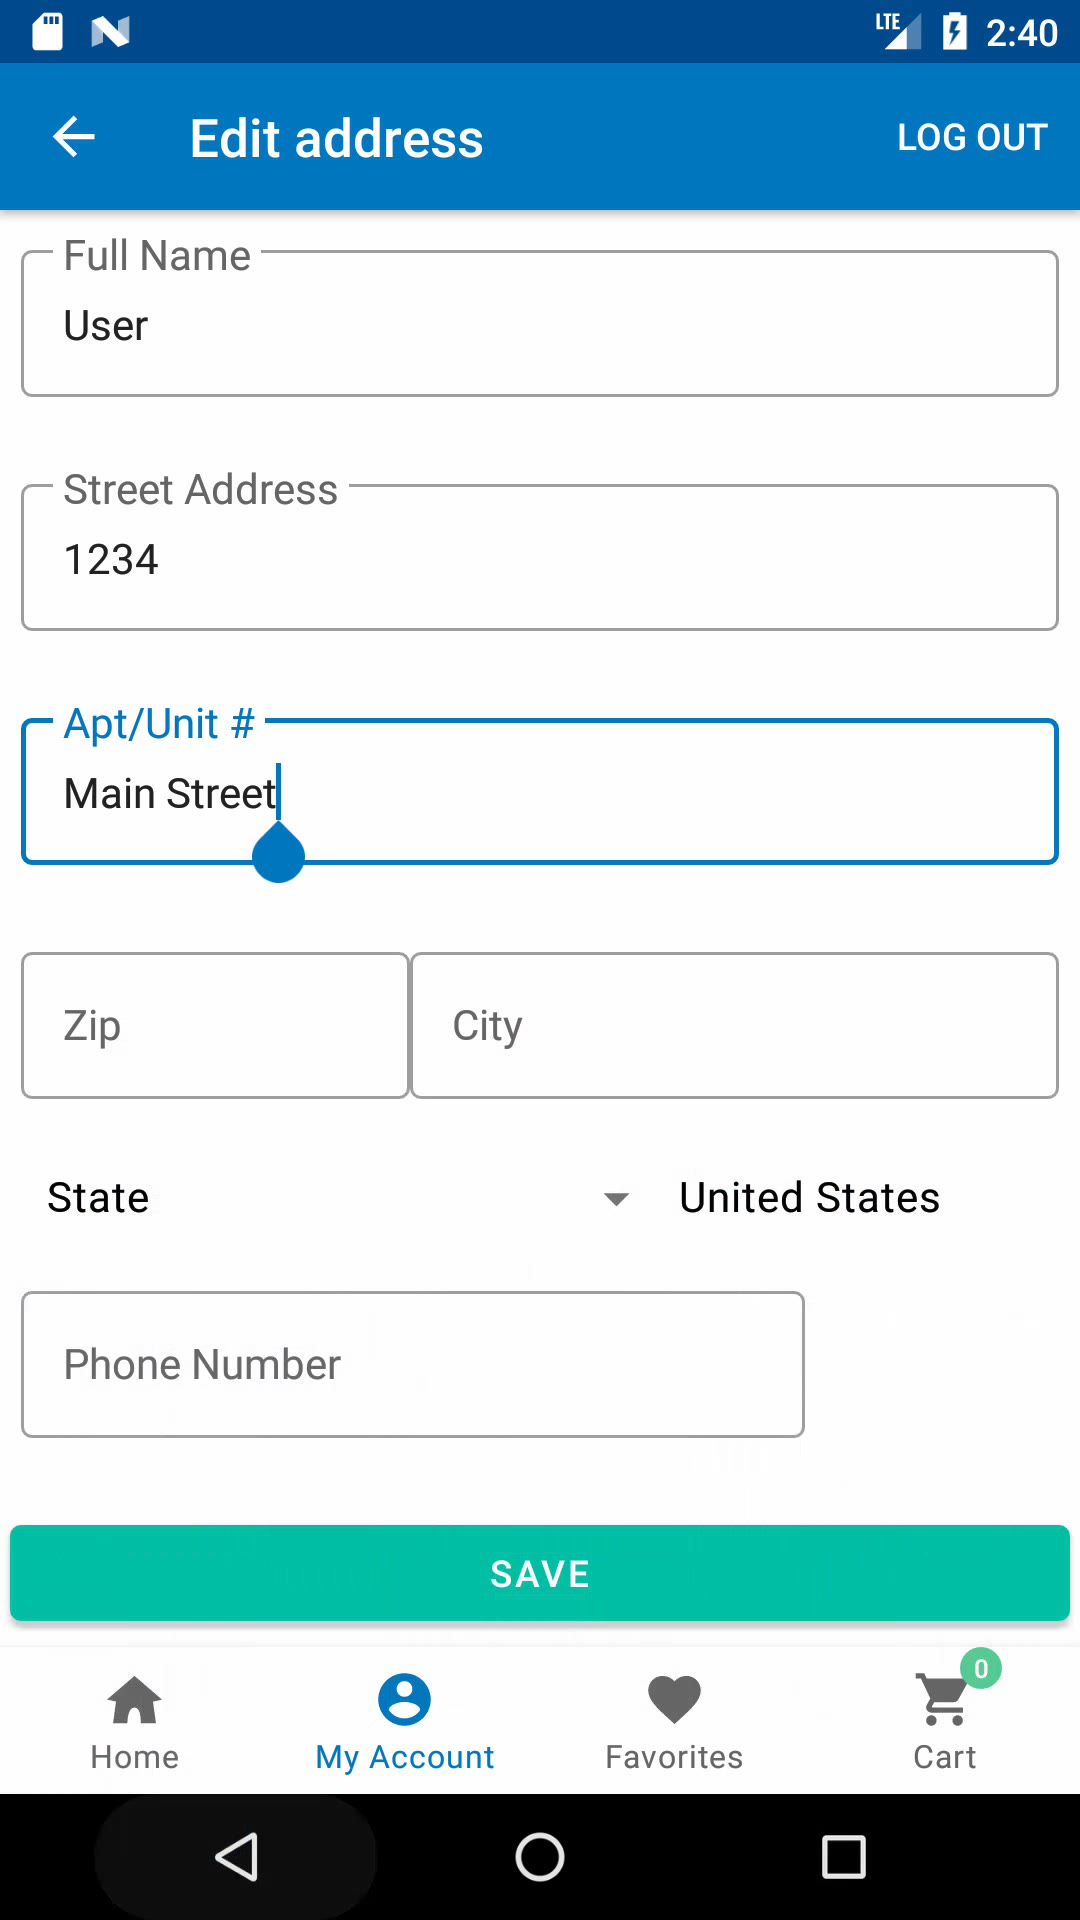 LTE 2:40
Edit address LOG OUT
Full Name
User
Street Address
1234
Apt/Unit #
Main Street
Zip City
State United States
Phone Number
SAVE
0
Home My Account Favorites Cart